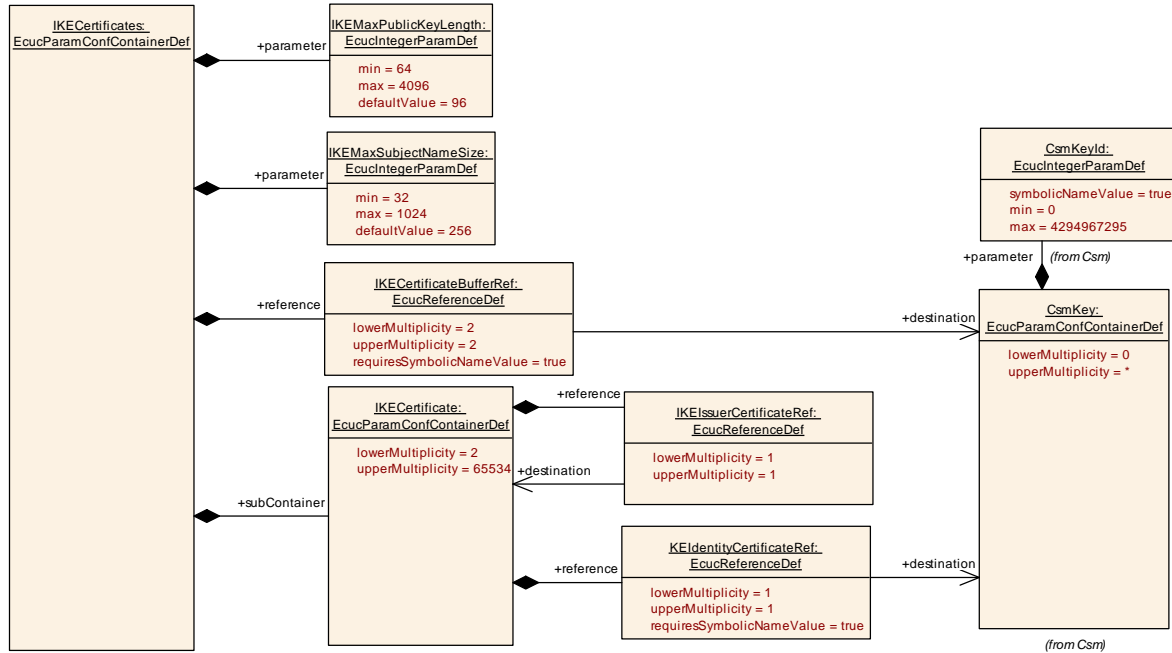 IKECertificates:
EcucParamConfContainerDef
+parameter
IKEMaxPublicKeyLength:
EcucIntegerParamDef
min = 64
max = 4096
defaultValue = 96
+parameter
IKEMaxSubjectNameSize:
EcucIntegerParamDef
min = 32
max = 1024
defaultValue = 256
CsmKeyId:
EcucIntegerParamDef
symbolicNameValue = true
min = 0
max = 4294967295
+parameter
(from Csm)
+reference
IKECertificateBufferRef:
EcucReferenceDef
lowerMultiplicity = 2
upperMultiplicity = 2
requiresSymbolicNameValue = true
+destination
CsmKey:
EcucParamConfContainerDef
lowerMultiplicity = 0
upperMultiplicity = *
+subContainer
IKECertificate:
EcucParamConfContainerDef
lowerMultiplicity = 2
upperMultiplicity = 65534
+reference
IKEIssuerCertificateRef:
EcucReferenceDef
lowerMultiplicity = 1
upperMultiplicity = 1
+destination
+reference
KEIdentityCertificateRef:
EcucReferenceDef
lowerMultiplicity = 1
upperMultiplicity = 1
requiresSymbolicNameValue = true
+destination
(from Csm)